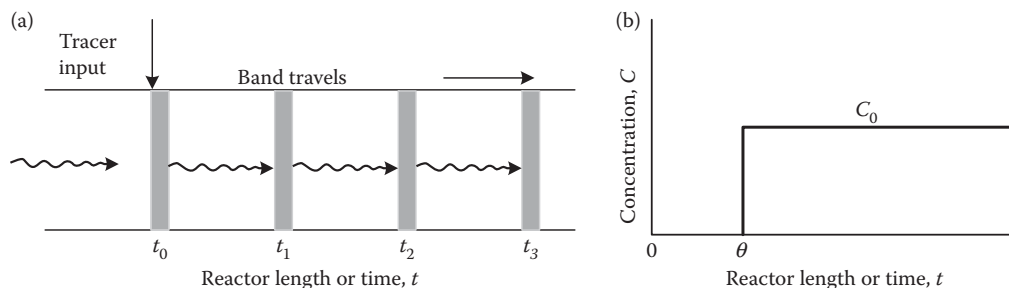 (a)
Tracer
input
Band travels
t0 t1 t2 t3
Reactor length or time, t
(b)
Concentration, C
C0
0 θ
Reactor length or time, t